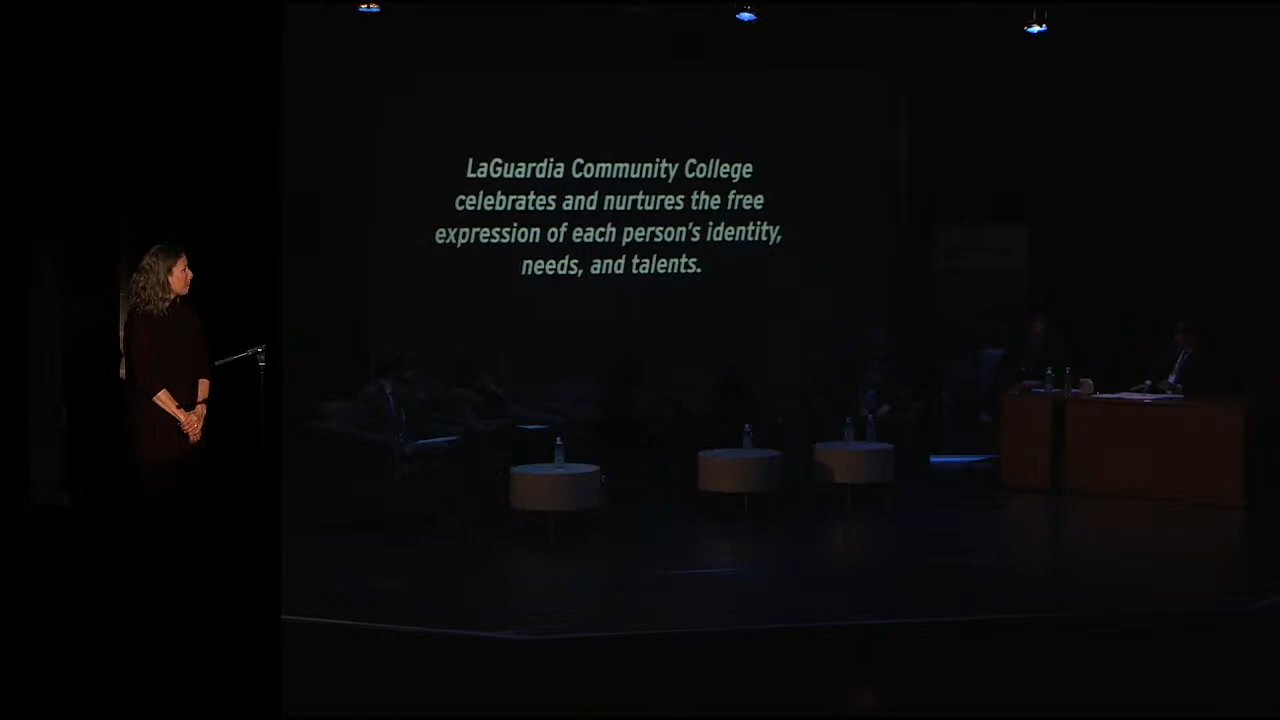 LaGuardia Community College
celebrates and nurtures the free
expression of each person's identity,
needs, and talents.